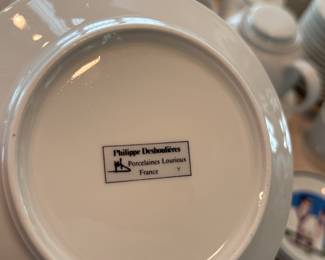 Philippe Deshoulières
Porcelaines Lourioux
France Y